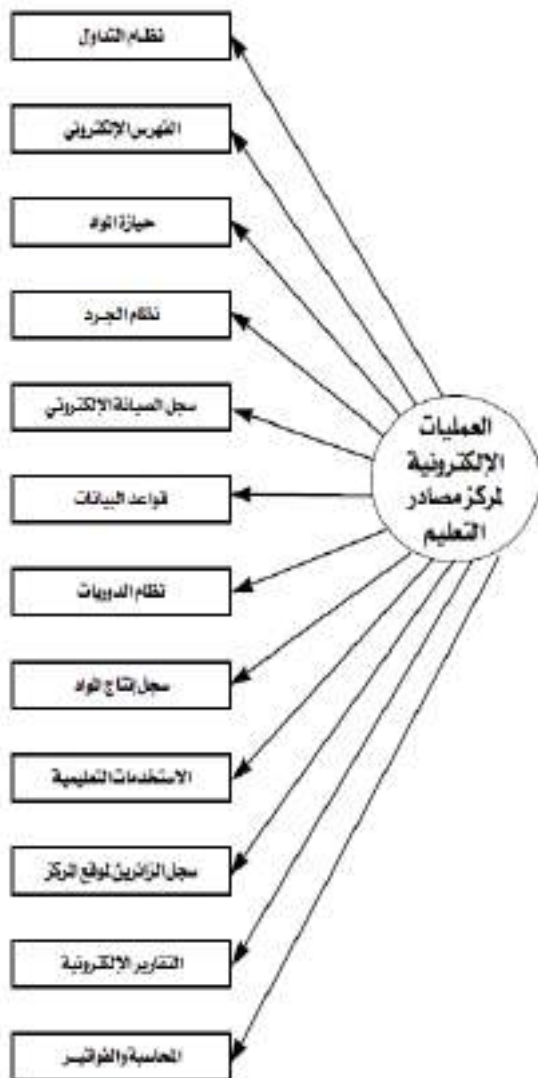 نظام التداول
الفهرس الإلكتروني
حيازة المواد
نظام الجرد
سجل الصيانة الإلكتروني
قواعد البيانات
نظام الدوريات
سجل إنتاج المواد
الاستخدمات التعليمية
سجل الزائرين لموقع المركز
التقارير الإلكترونية
المحاسبة والفواتير
العمليات
الإلكترونية
لمركز مصادر
التعليم